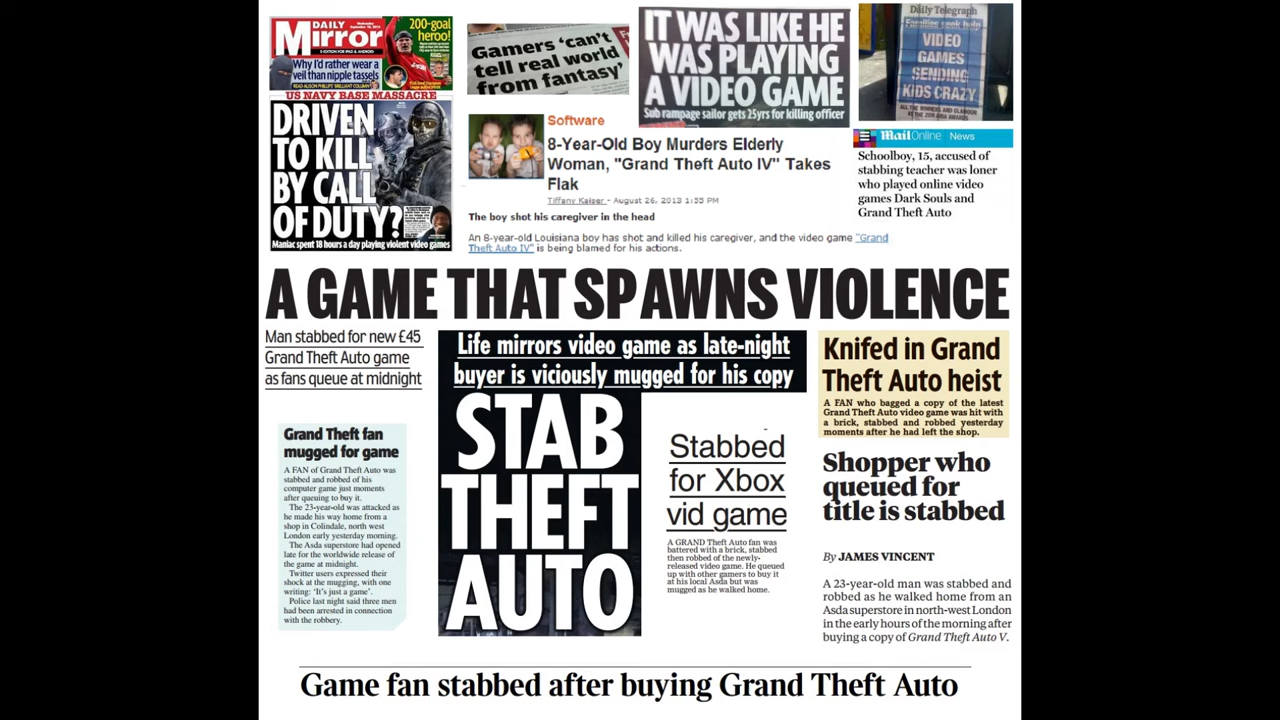 DAILY
Mirror
200-goal
hero!
Why I'd rather wear a
veil than nipple tassels
READ ALISON PHILLIPS' BRILLIANT COLUMN
US NAVY BASE MASSACRE
DRIVEN
TO KILL
BY CALL
OF DUTY?
Maniac spent 18 hours a day playing violent video games
Gamers ‘can’t
tell real world
from fantasy’
IT WAS LIKE HE
WAS PLAYING
A VIDEO GAME
Sub rampage sailor gets 25yrs for killing officer
Daily Telegraph
Families seek help
VIDEO
GAMES
SENDING
KIDS CRAZY
Software
8-Year-Old Boy Murders Elderly
Woman, "Grand Theft Auto IV" Takes
Flak
Tiffany Kaiser - August 26, 2013 1:55 PM
The boy shot his caregiver in the head
An 8-year-old Louisiana boy has shot and killed his caregiver, and the video game "Grand
Theft Auto IV" is being blamed for his actions.
MailOnline News
Schoolboy, 15, accused of
stabbing teacher was loner
who played online video
games Dark Souls and
Grand Theft Auto
A GAME THAT SPAWNS VIOLENCE
Man stabbed for new £45
Grand Theft Auto game
as fans queue at midnight
Grand Theft fan
mugged for game
A FAN of Grand Theft Auto was
stabbed and robbed of his
computer game just moments
after queuing to buy it.
The 23-year-old was attacked as
he made his way home from a
shop in Colindale, north west
London early yesterday morning.
The Asda superstore had opened
late for the worldwide release of
the game at midnight.
Twitter users expressed their
shock at the mugging, with one
writing: ‘It’s just a game’.
Police last night said three men
had been arrested in connection
with the robbery.
Life mirrors video game as late-night
buyer is viciously mugged for his copy
STAB
THEFT
AUTO
Stabbed
for Xbox
vid game
A GRAND Theft Auto fan was
battered with a brick, stabbed
then robbed of the newly-
released video game. He queued
up with other gamers to buy it
at his local Asda but was
mugged as he walked home.
Knifed in Grand
Theft Auto heist
A FAN who bagged a copy of the latest
Grand Theft Auto video game was hit with
a brick, stabbed and robbed yesterday
moments after he had left the shop.
Shopper who
queued for
title is stabbed
By JAMES VINCENT
A 23-year-old man was stabbed and
robbed as he walked home from an
Asda superstore in north-west London
in the early hours of the morning after
buying a copy of Grand Theft Auto V.
Game fan stabbed after buying Grand Theft Auto